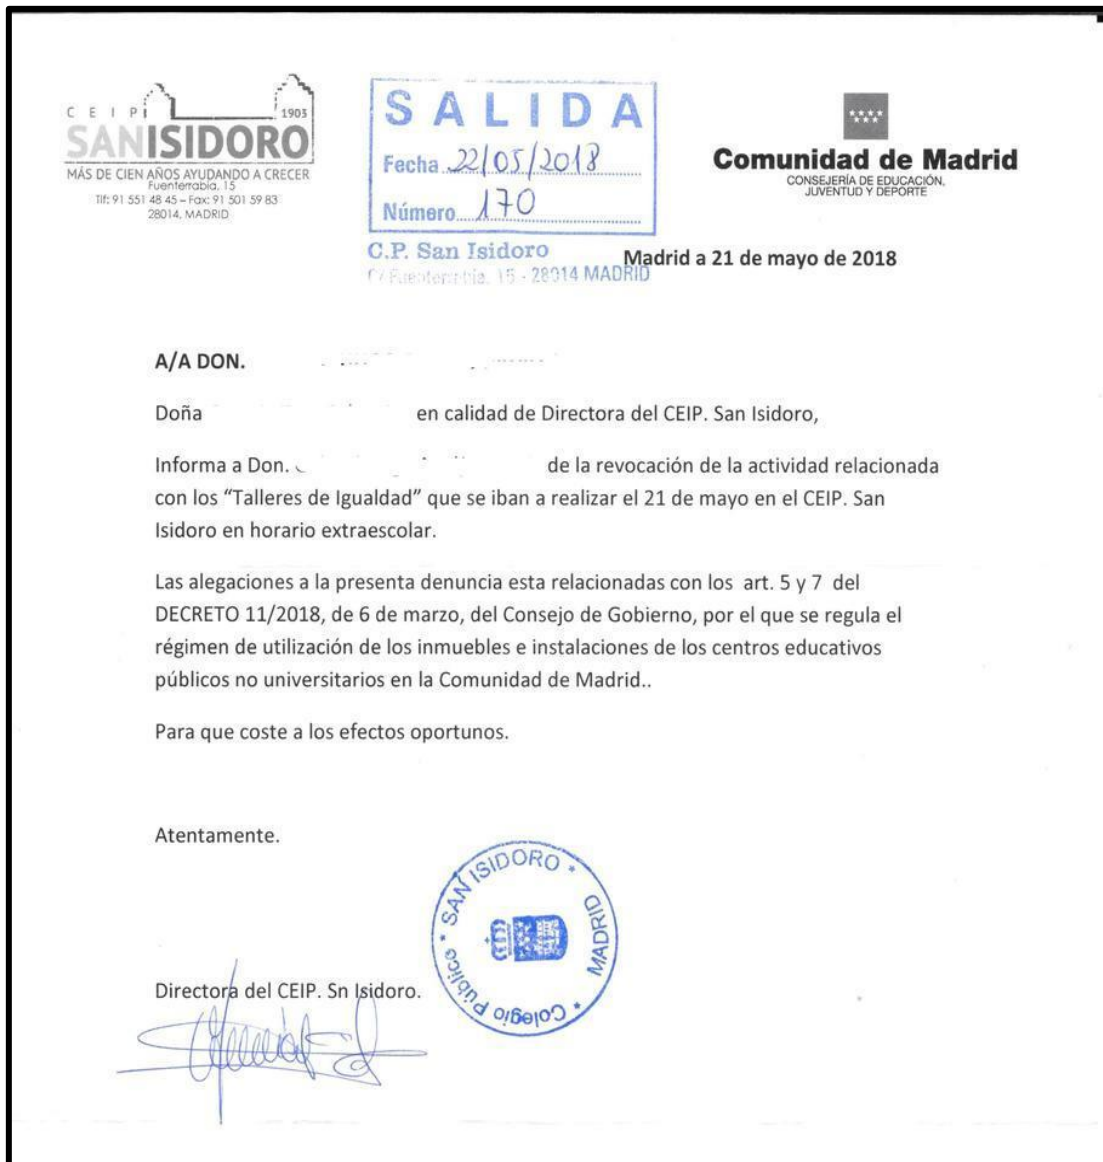 CEIP
1903
SANISIDORO
MÁS DE CIEN AÑOS AYUDANDO A CRECER
Fuenterrabía, 15
Tlf: 91 551 48 45 – Fax: 91 501 59 83
28014, MADRID
SALIDA
Fecha 22/05/2018
Número 170
C.P. San Isidoro
C/ Fuenterrabia, 15 - 28014 MADRID
Comunidad de Madrid
CONSEJERÍA DE EDUCACIÓN,
JUVENTUD Y DEPORTE
Madrid a 21 de mayo de 2018
A/A DON.
Doña en calidad de Directora del CEIP. San Isidoro,
Informa a Don. de la revocación de la actividad relacionada
con los “Talleres de Igualdad” que se iban a realizar el 21 de mayo en el CEIP. San
Isidoro en horario extraescolar.
Las alegaciones a la presenta denuncia esta relacionadas con los art. 5 y 7 del
DECRETO 11/2018, de 6 de marzo, del Consejo de Gobierno, por el que se regula el
régimen de utilización de los inmuebles e instalaciones de los centros educativos
públicos no universitarios en la Comunidad de Madrid..
Para que coste a los efectos oportunos.
Atentamente.
* Colegio Público * SAN ISIDORO * MADRID
Directora del CEIP. Sn Isidoro.